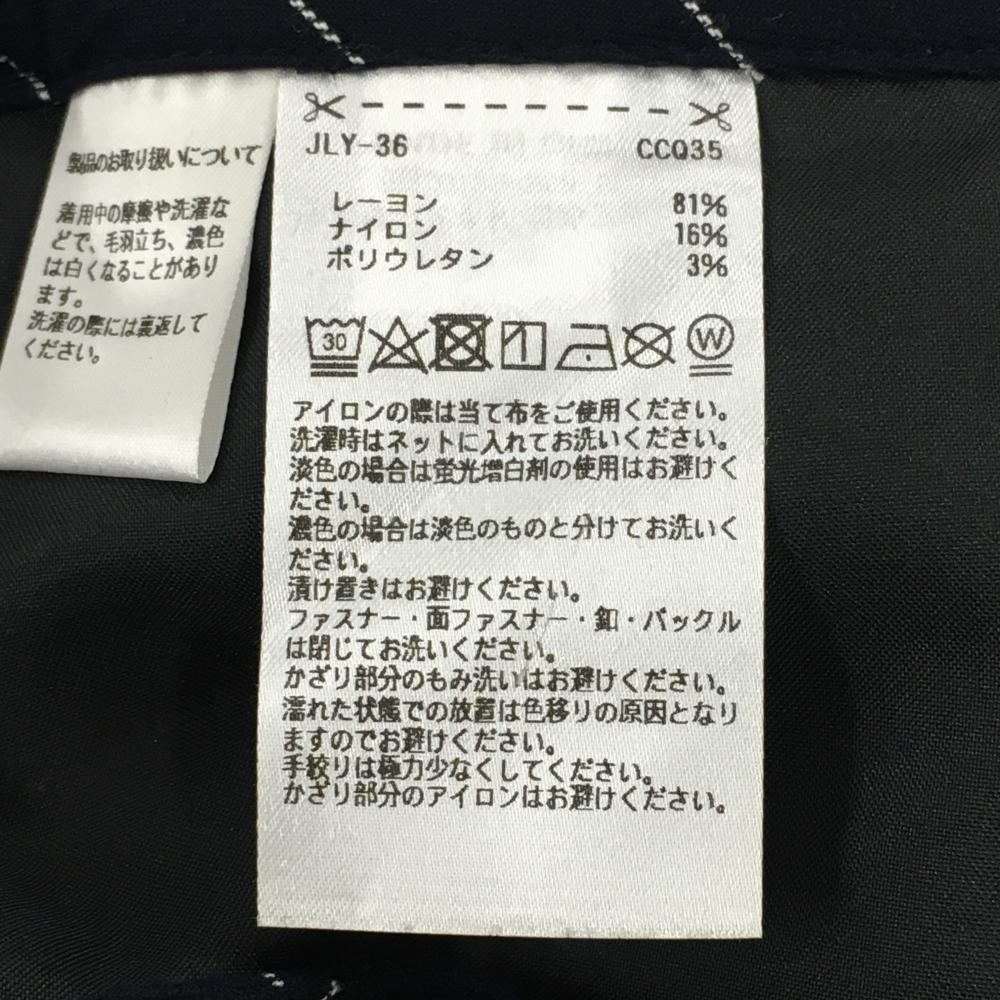 製品のお取り扱いについて
着用中の摩擦や洗濯な
どで、毛羽立ち、濃色
は白くなることがあり
ます。
洗濯の際には裏返して
ください。
JLY-36 CCQ35
レーヨン 81%
ナイロン 16%
ポリウレタン 3%
30 W
アイロンの際は当て布をご使用ください。
洗濯時はネットに入れてお洗いください。
淡色の場合は蛍光増白剤の使用はお避けく
ださい。
濃色の場合は淡色のものと分けてお洗いく
ださい。
漬け置きはお避けください。
ファスナー・面ファスナー・釦・バックル
は閉じてお洗いください。
かざり部分のもみ洗いはお避けください。
濡れた状態での放置は色移りの原因となり
ますのでお避けください。
手絞りは極力少なくしてください。
かざり部分のアイロンはお避けください。